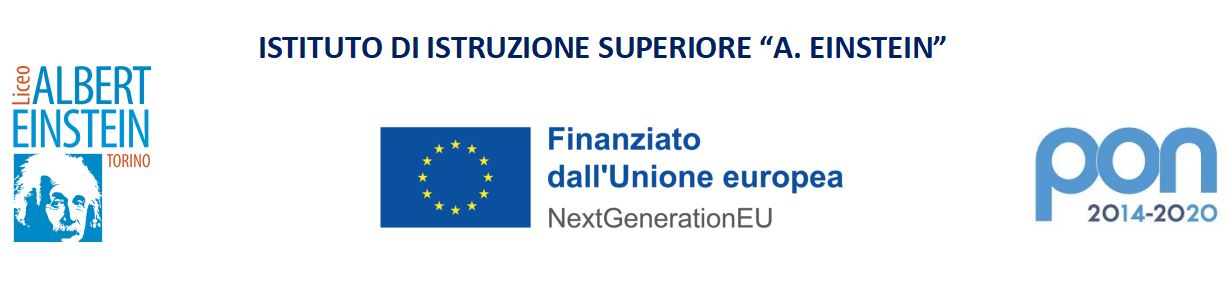 ISTITUTO DI ISTRUZIONE SUPERIORE “A. EINSTEIN”
Liceo
ALBERT
EINSTEIN
TORINO
Finanziato
dall'Unione europea
NextGenerationEU
pon
2014-2020